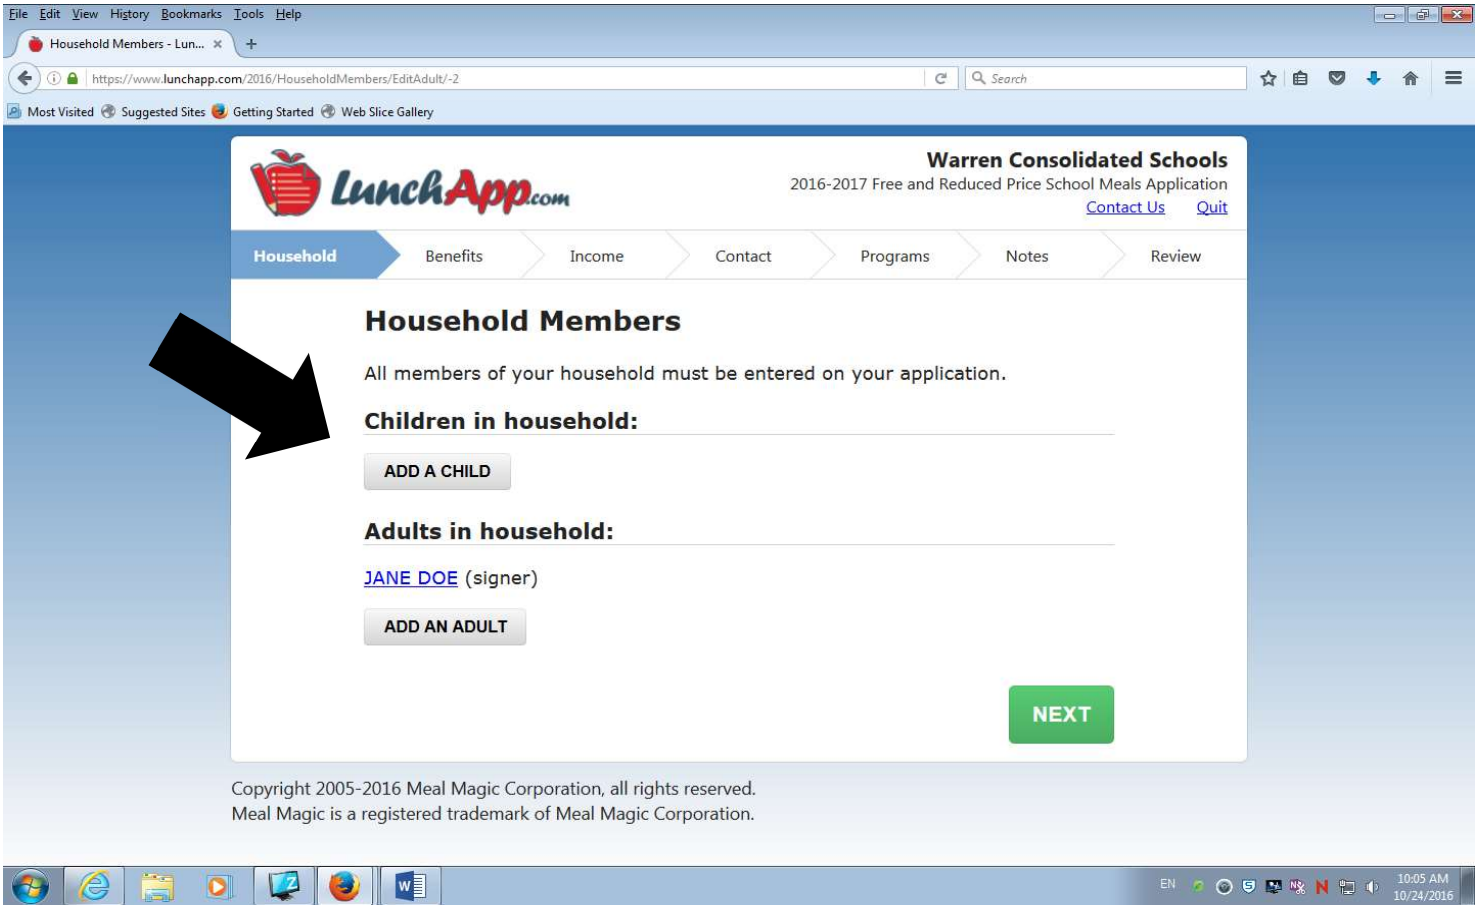 File Edit View History Bookmarks Tools Help
Household Members - Lun... × +
https://www.lunchapp.com/2016/HouseholdMembers/EditAdult/-2 Search
Most Visited Suggested Sites Getting Started Web Slice Gallery
LunchApp.com
Warren Consolidated Schools
2016-2017 Free and Reduced Price School Meals Application
Contact Us Quit
Household Benefits Income Contact Programs Notes Review
Household Members
All members of your household must be entered on your application.
Children in household:
ADD A CHILD
Adults in household:
JANE DOE (signer)
ADD AN ADULT
NEXT
Copyright 2005-2016 Meal Magic Corporation, all rights reserved.
Meal Magic is a registered trademark of Meal Magic Corporation.
EN 10:05 AM
10/24/2016